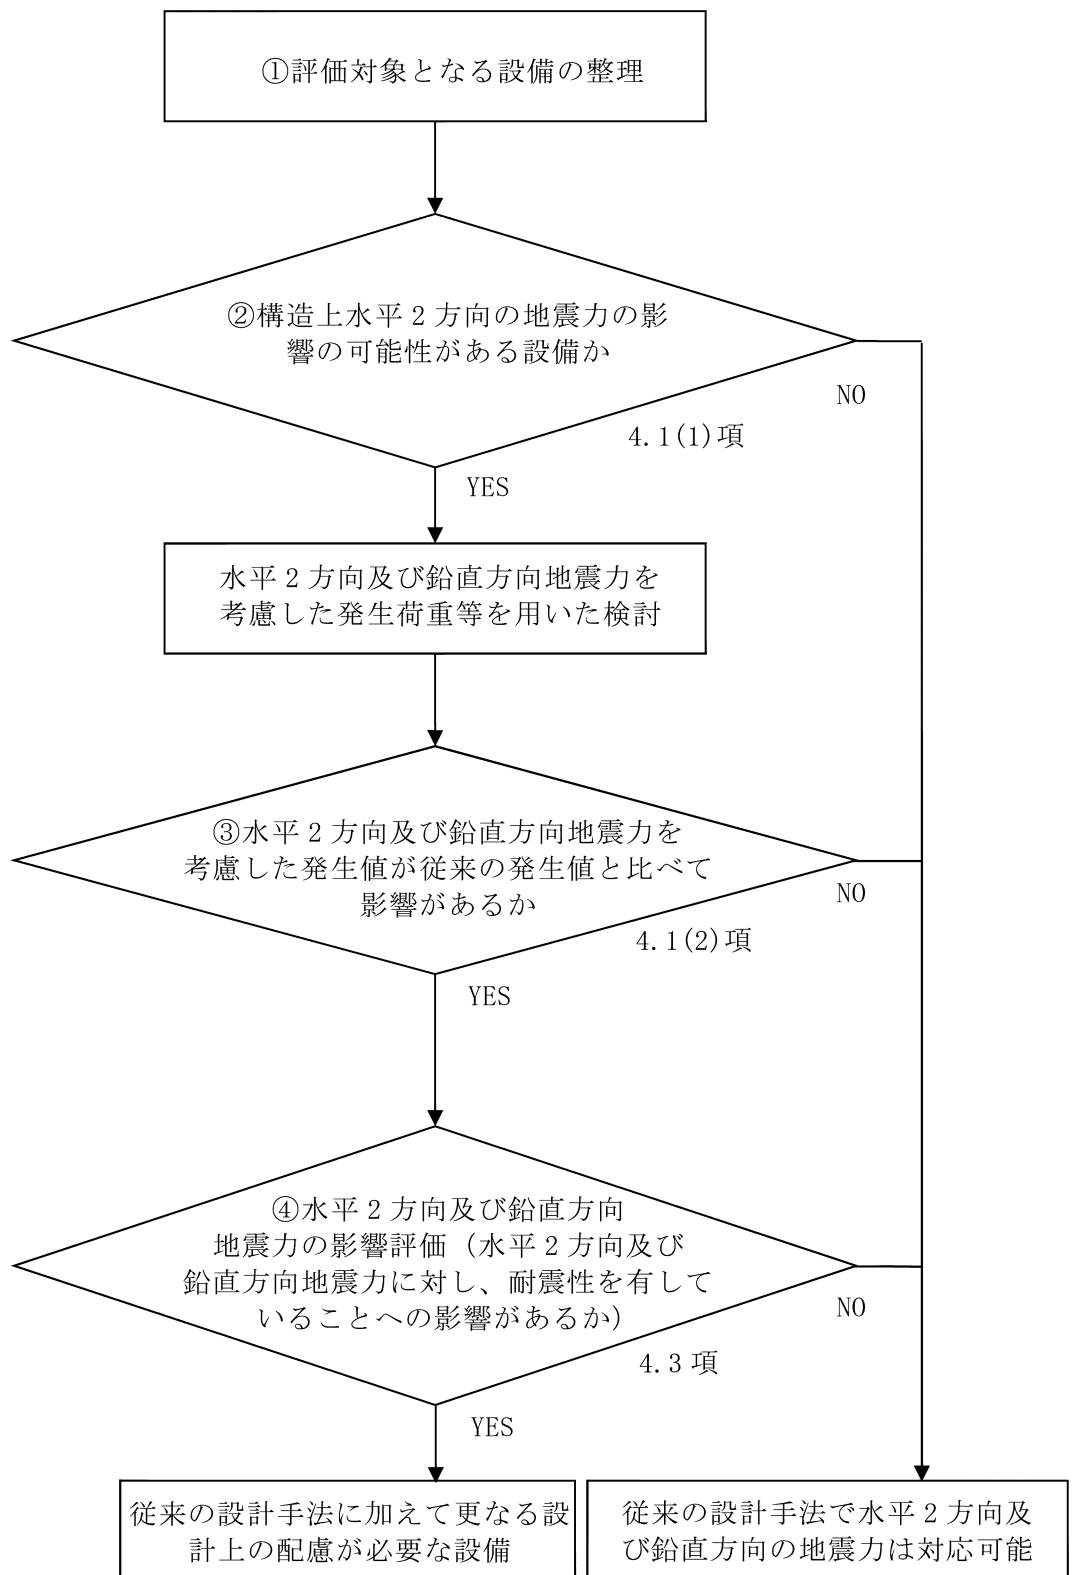 ①評価対象となる設備の整理
②構造上水平2方向の地震力の影
響の可能性がある設備か
NO
4.1(1)項
YES
水平2方向及び鉛直方向地震力を
考慮した発生荷重等を用いた検討
③水平2方向及び鉛直方向地震力を
考慮した発生値が従来の発生値と比べて
影響があるか
NO
4.1(2)項
YES
④水平2方向及び鉛直方向
地震力の影響評価（水平2方向及び
鉛直方向地震力に対し、耐震性を有して
いることへの影響があるか）
NO
4.3項
YES
従来の設計手法に加えて更なる設
計上の配慮が必要な設備
従来の設計手法で水平2方向及
び鉛直方向の地震力は対応可能